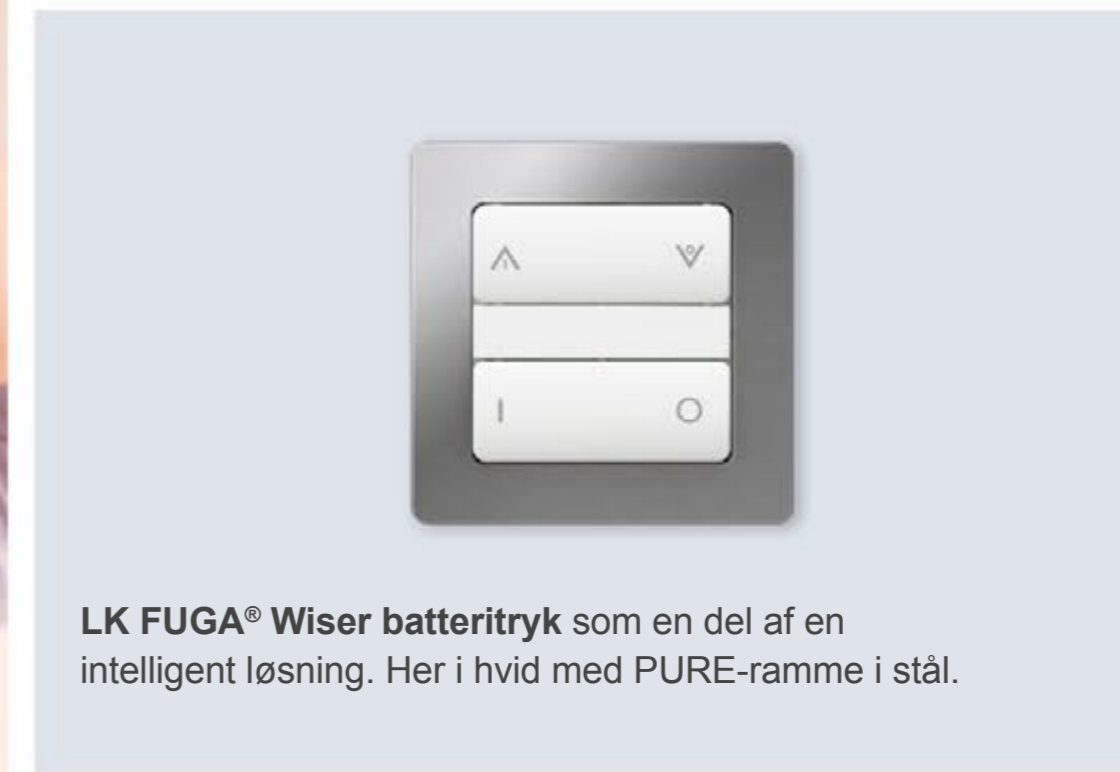 LK FUGA® Wiser batteritryk som en del af en
intelligent løsning. Her i hvid med PURE-ramme i stål.